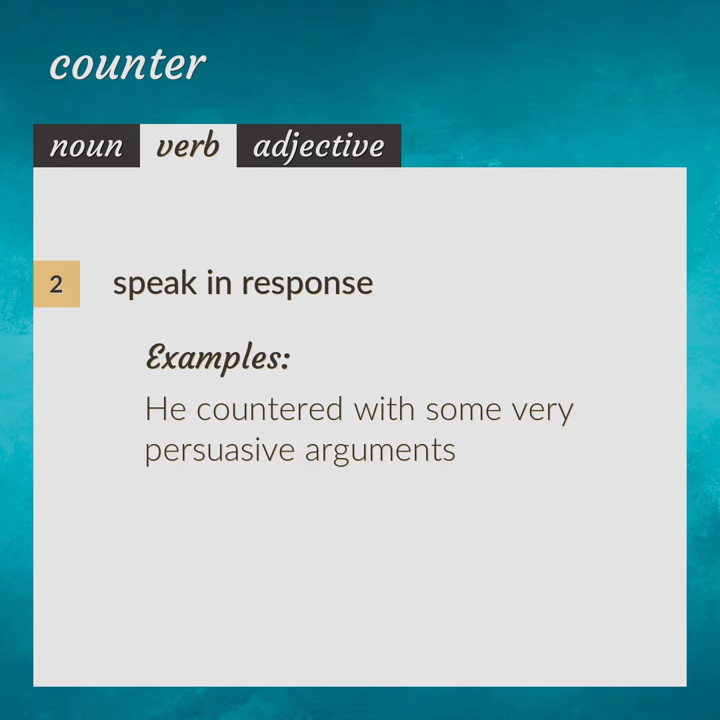 counter
noun verb adjective
2 speak in response
Examples:
He countered with some very
persuasive arguments